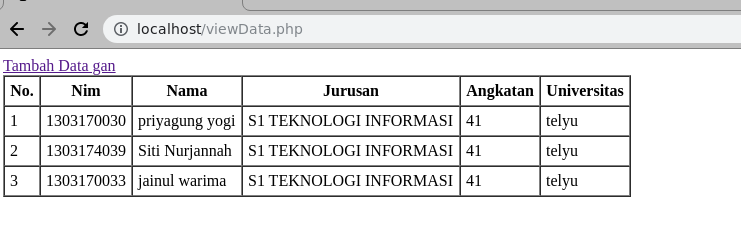 localhost/viewData.php
Tambah Data gan
No. Nim Nama Jurusan Angkatan Universitas
1 1303170030 priyagung yogi S1 TEKNOLOGI INFORMASI 41 telyu
2 1303174039 Siti Nurjannah S1 TEKNOLOGI INFORMASI 41 telyu
3 1303170033 jainul warima S1 TEKNOLOGI INFORMASI 41 telyu